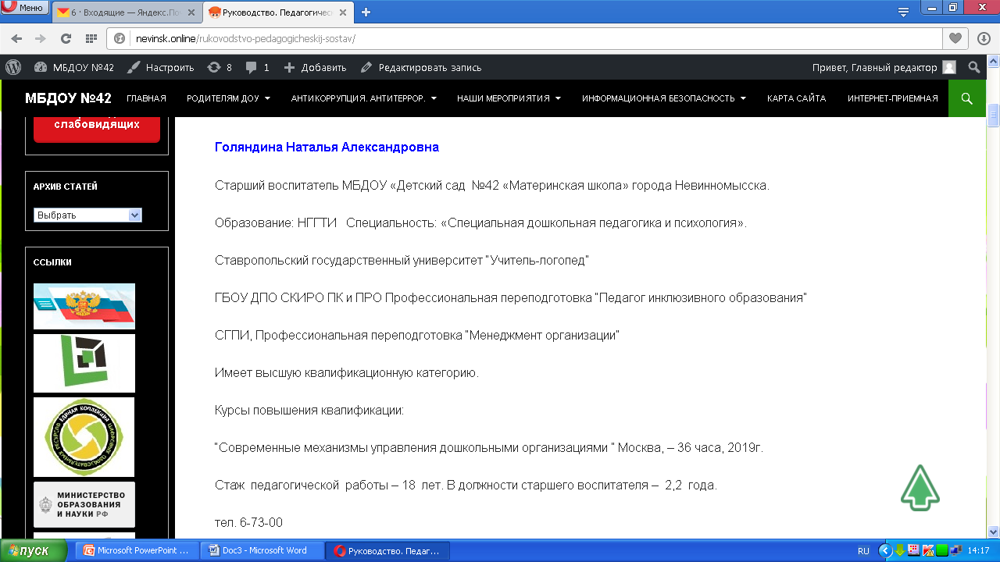 Меню
6 · Входящие — Яндекс.По
Руководство. Педагогичес
nevinsk.online/rukovodstvo-pedagogicheskij-sostav/
МБДОУ №42 Настроить 8 1 Добавить Редактировать запись Привет, Главный редактор
МБДОУ №42 ГЛАВНАЯ РОДИТЕЛЯМ ДОУ АНТИКОРРУПЦИЯ. АНТИТЕРРОР. НАШИ МЕРОПРИЯТИЯ ИНФОРМАЦИОННАЯ БЕЗОПАСНОСТЬ КАРТА САЙТА ИНТЕРНЕТ-ПРИЕМНАЯ
слабовидящих
АРХИВ СТАТЕЙ
Выбрать
ССЫЛКИ
ЕДИНАЯ КОЛЛЕКЦИЯ
ЦИФРОВЫХ ОБРАЗОВАТЕЛЬНЫХ РЕСУРСОВ
МИНИСТЕРСТВО
ОБРАЗОВАНИЯ
И НАУКИ РФ
Голяндина Наталья Александровна
Старший воспитатель МБДОУ «Детский сад №42 «Материнская школа» города Невинномысска.
Образование: НГГТИ Специальность: «Специальная дошкольная педагогика и психология».
Ставропольский государственный университет "Учитель-логопед"
ГБОУ ДПО СКИРО ПК и ПРО Профессиональная переподготовка "Педагог инклюзивного образования"
СГПИ, Профессиональная переподготовка "Менеджмент организации"
Имеет высшую квалификационную категорию.
Курсы повышения квалификации:
"Современные механизмы управления дошкольными организациями " Москва, – 36 часа, 2019г.
Стаж педагогической работы – 18 лет. В должности старшего воспитателя – 2,2 года.
тел. 6-73-00
пуск Microsoft PowerPoint ... Doc3 - Microsoft Word Руководство. Педаг... RU 14:17